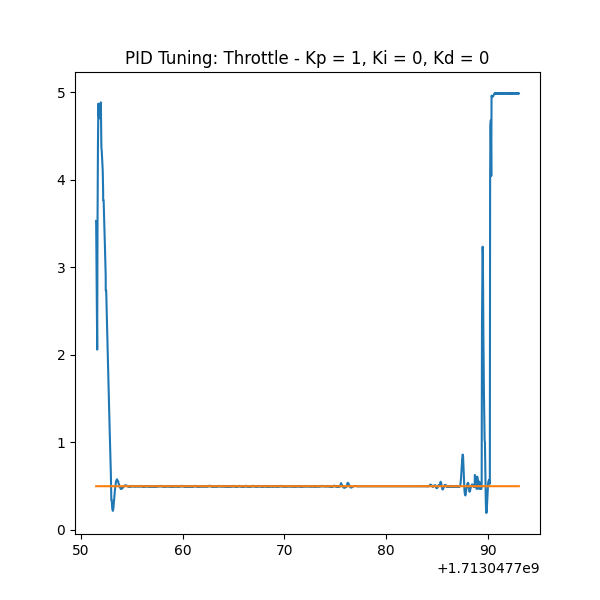 PID Tuning: Throttle - Kp = 1, Ki = 0, Kd = 0
5
4
3
2
1
0
50 60 70 80 90
+1.7130477e9